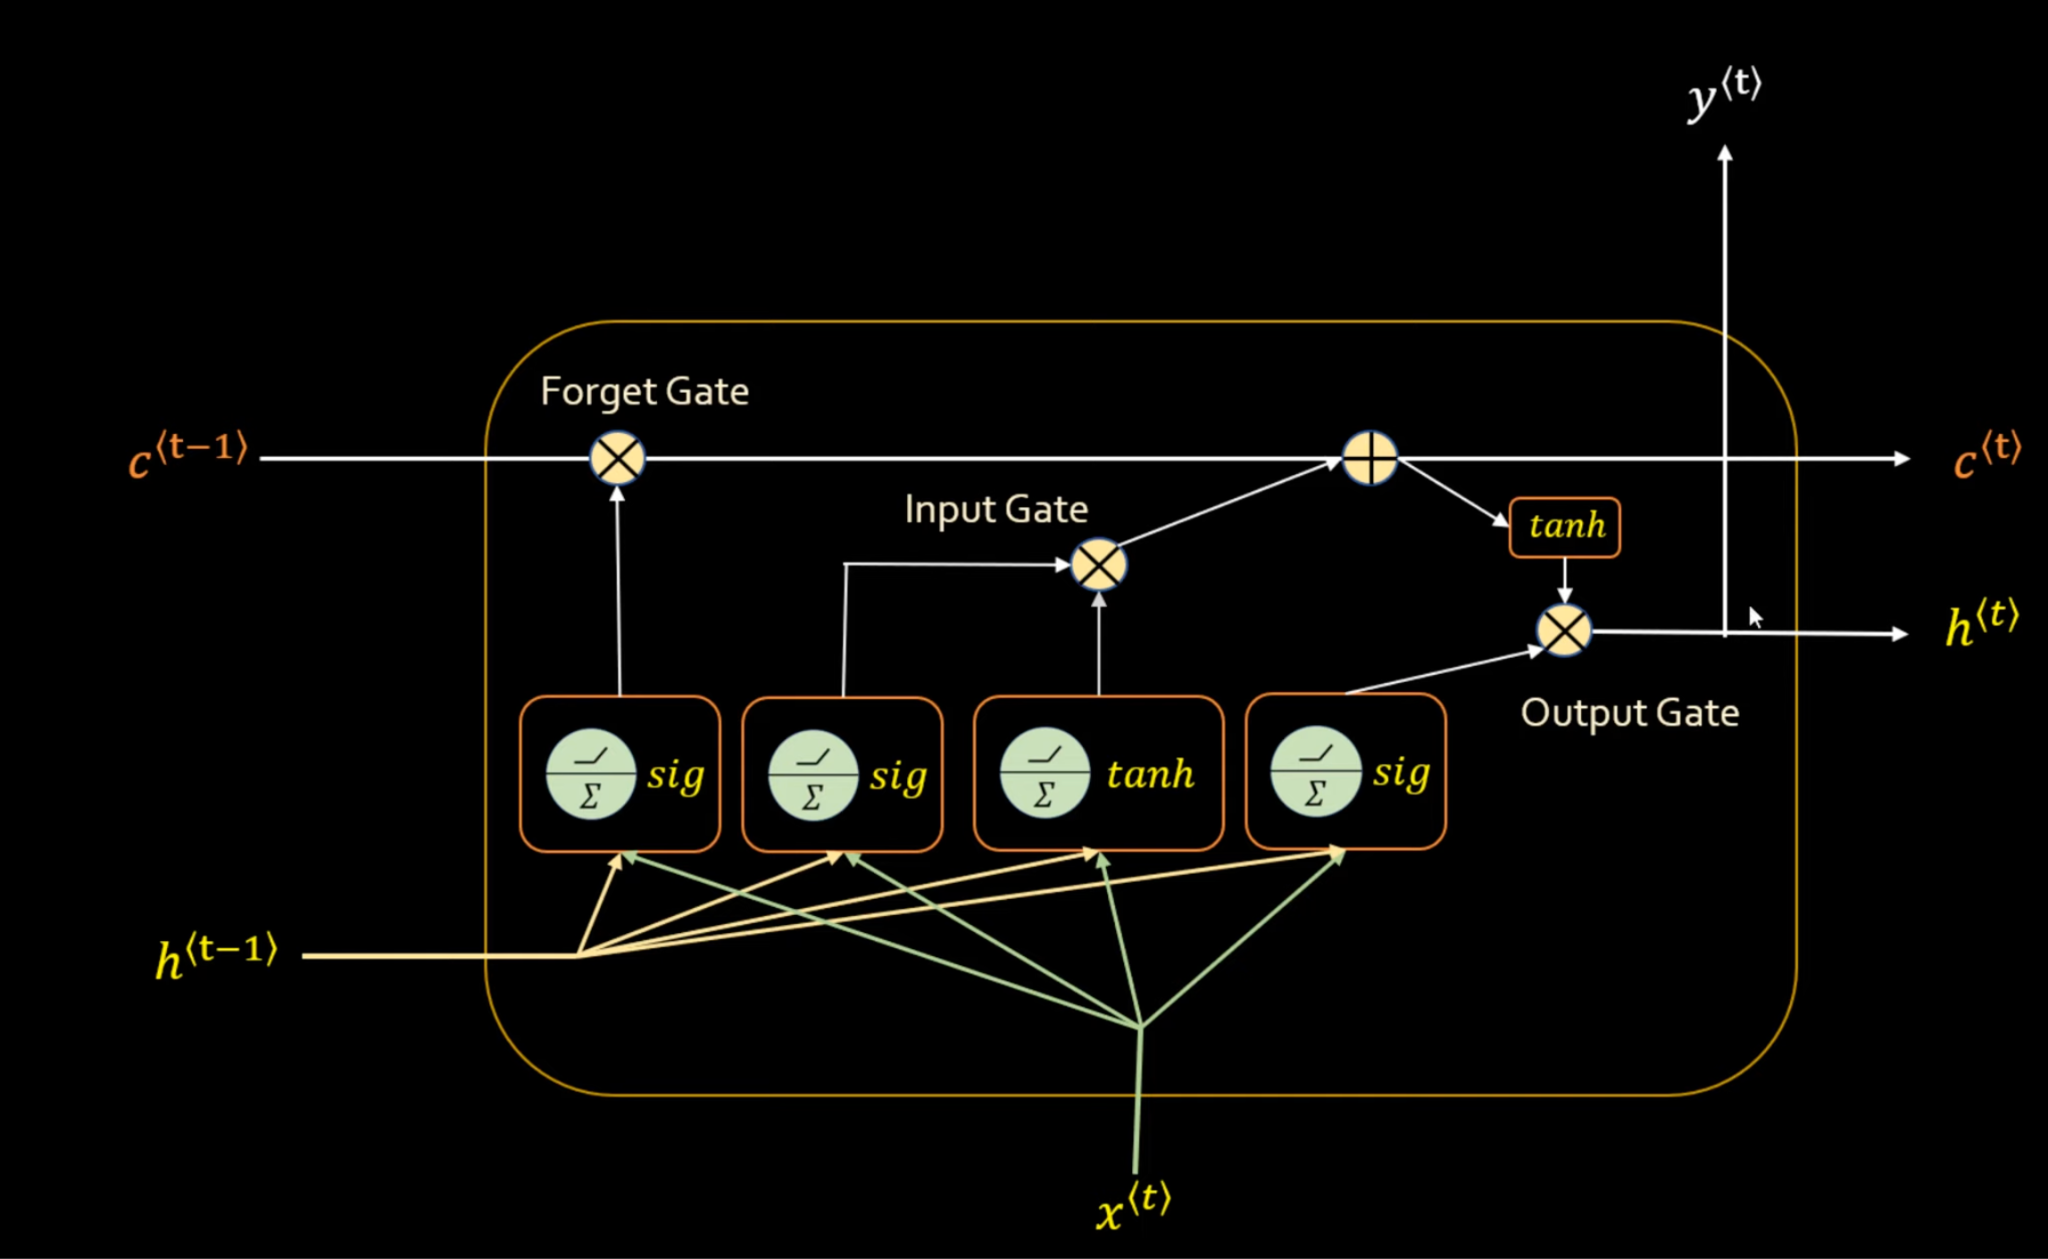 y⟨t⟩
Forget Gate
c⟨t−1⟩
c⟨t⟩
Input Gate
tanh
h⟨t⟩
Output Gate
Σ sig
Σ sig
Σ tanh
Σ sig
h⟨t−1⟩
x⟨t⟩